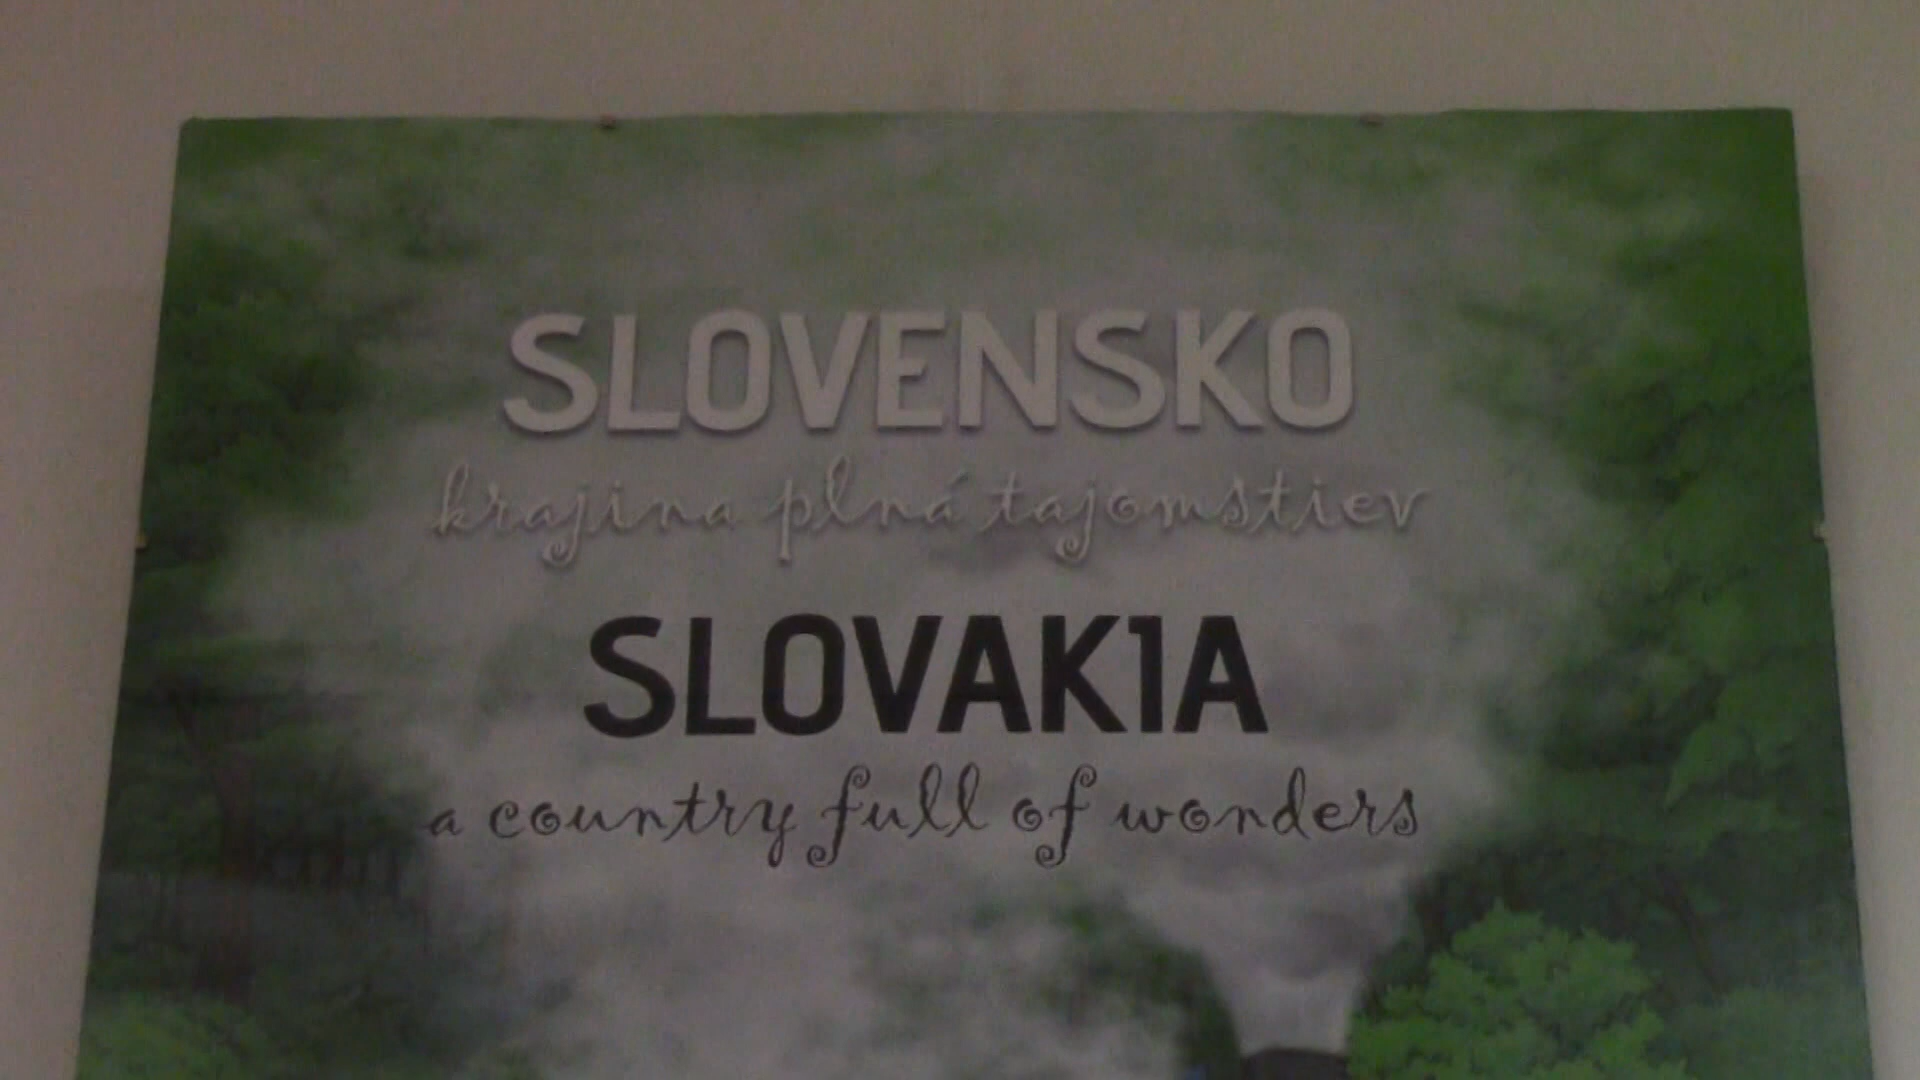 SLOVENSKO
krajina plná tajomstiev
SLOVAKIA
a country full of wonders